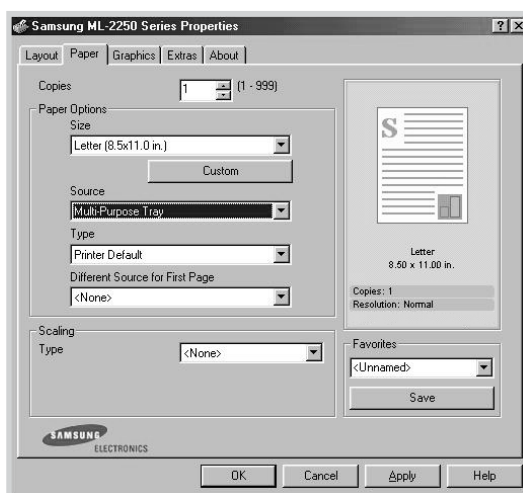 Samsung ML-2250 Series Properties
Layout Paper Graphics Extras About
Copies 1 (1 - 999)
Paper Options
Size
Letter (8.5x11.0 in.)
Custom
Source
Multi-Purpose Tray
Type
Printer Default
Different Source for First Page
<None>
Scaling
Type <None>
S
Letter
8.50 x 11.00 in.
Copies: 1
Resolution: Normal
Favorites
<Unnamed>
Save
SAMSUNG
ELECTRONICS
OK Cancel Apply Help